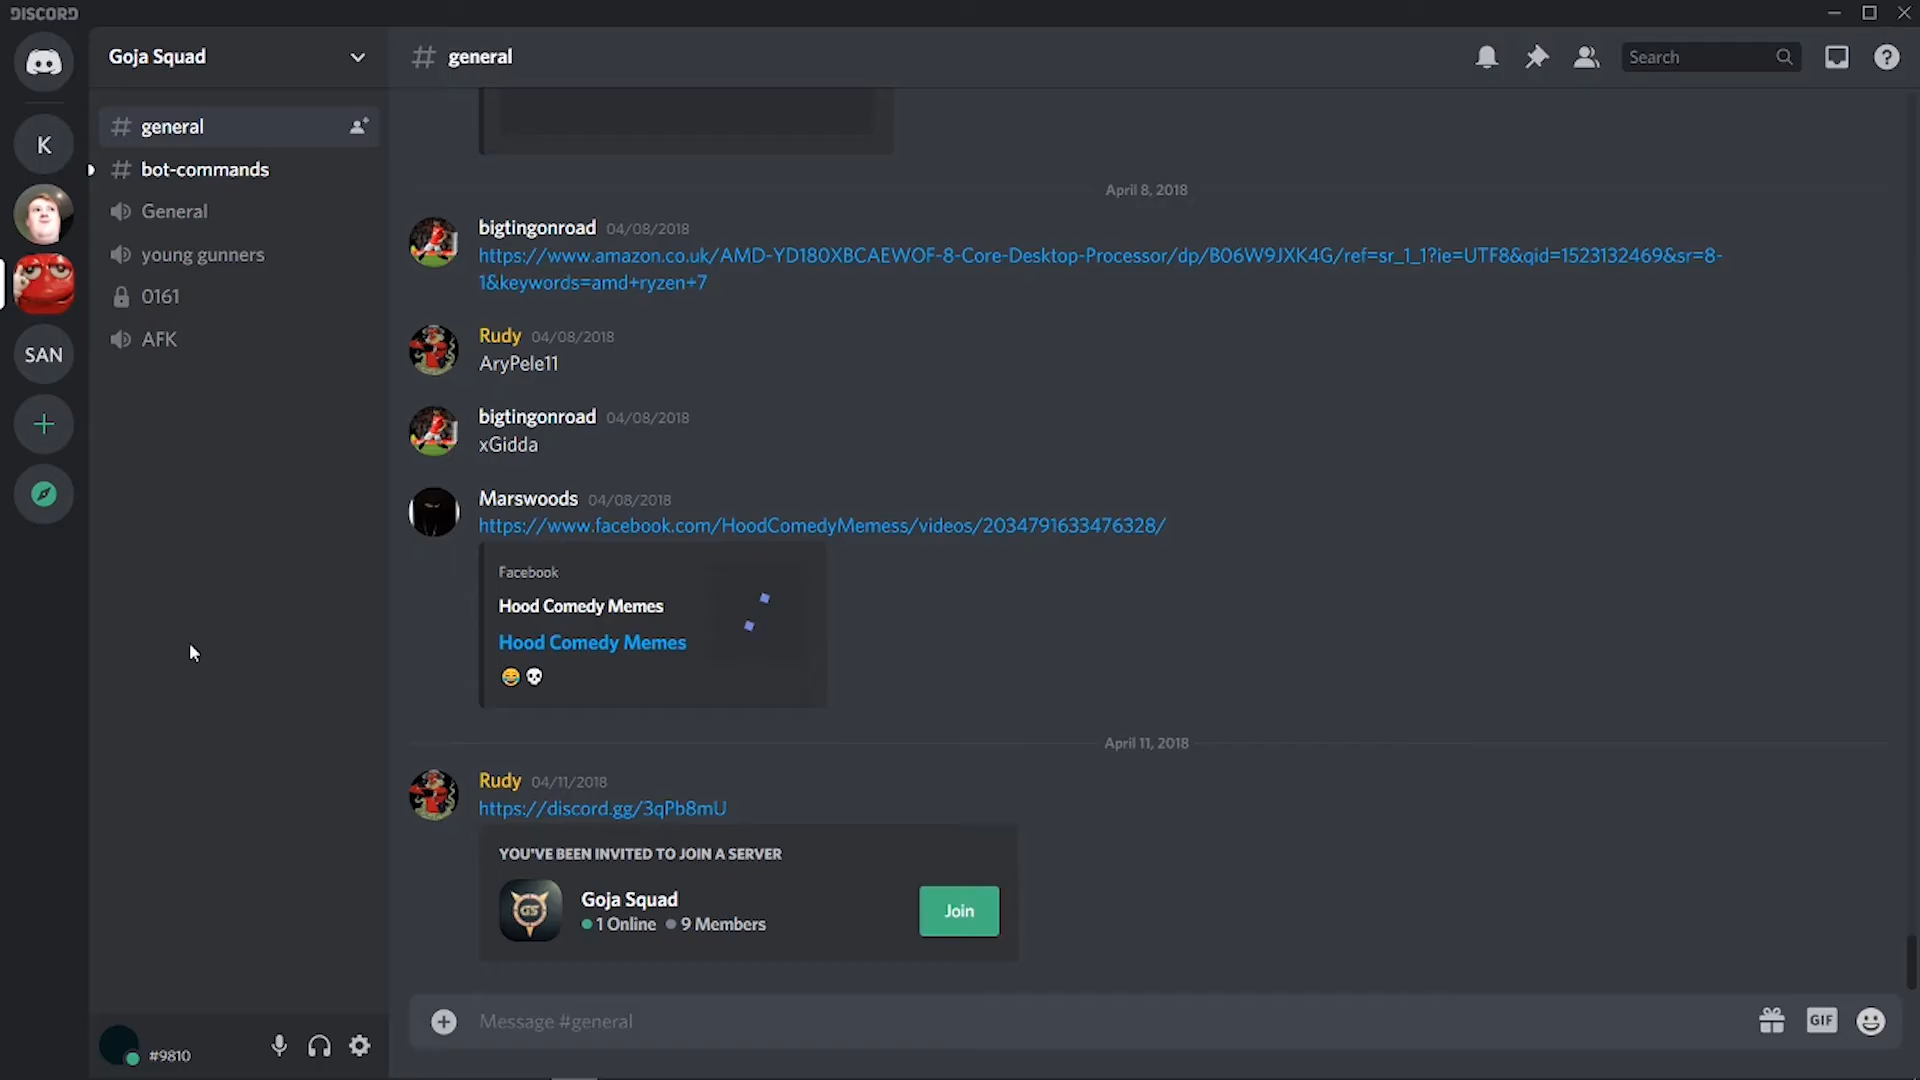 DISCORD
Goja Squad
general
Search
K
SAN
general
bot-commands
General
young gunners
0161
AFK
April 8, 2018
bigtingonroad 04/08/2018
https://www.amazon.co.uk/AMD-YD180XBCAEWOF-8-Core-Desktop-Processor/dp/B06W9JXK4G/ref=sr_1_1?ie=UTF8&qid=1523132469&sr=8-
1&keywords=amd+ryzen+7
Rudy 04/08/2018
AryPele11
bigtingonroad 04/08/2018
xGidda
Marswoods 04/08/2018
https://www.facebook.com/HoodComedyMemess/videos/2034791633476328/
Facebook
Hood Comedy Memes
Hood Comedy Memes
April 11, 2018
Rudy 04/11/2018
https://discord.gg/3qPb8mU
YOU'VE BEEN INVITED TO JOIN A SERVER
GS
Goja Squad
1 Online 9 Members
Join
#9810
Message #general
GIF